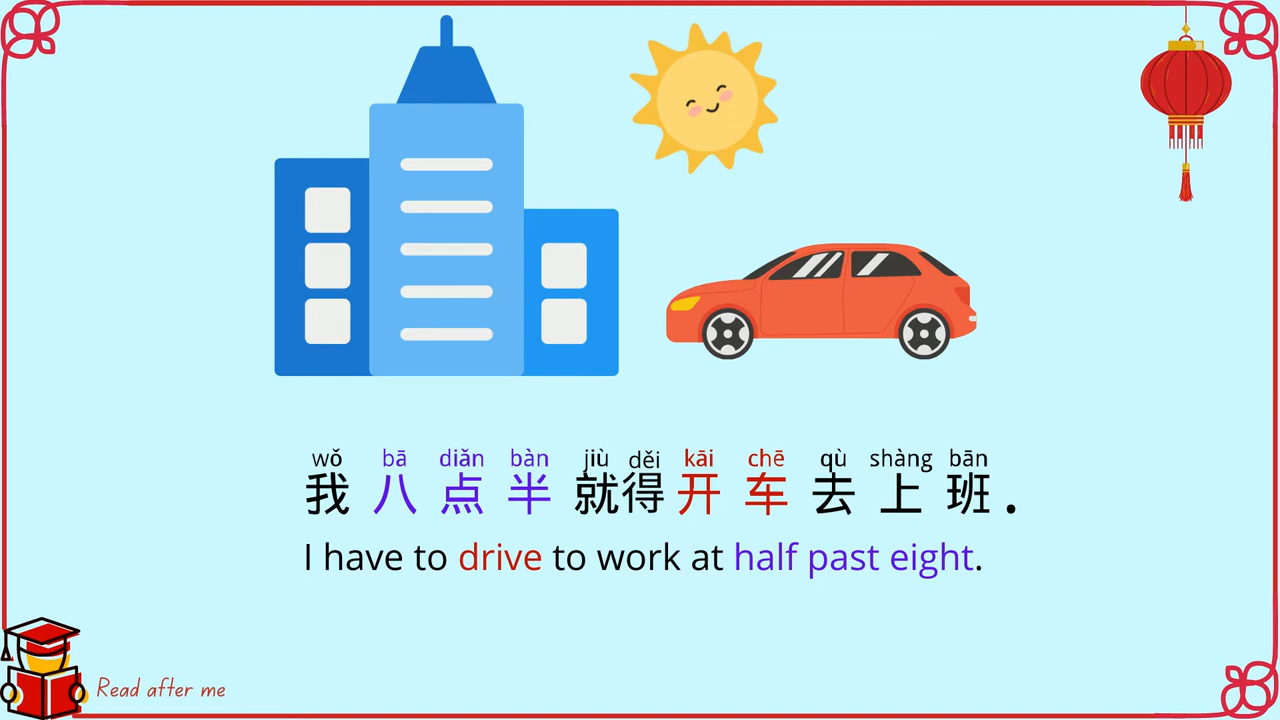 wǒ bā diǎn bàn jiù děi kāi chē qù shàng bān
我八点半就得开车去上班.
I have to drive to work at half past eight.
Read after me